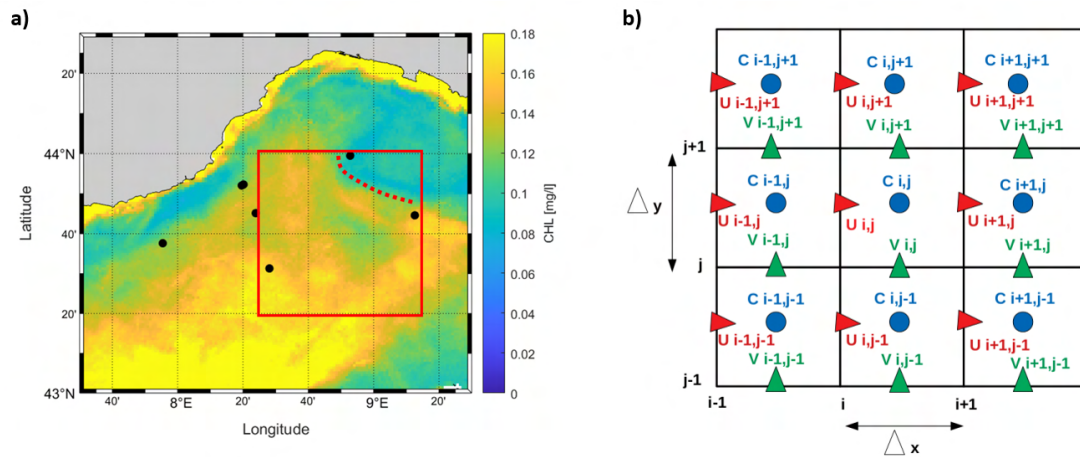 a)
20'
44°N
40'
20'
43°N
40'
8°E
20'
40'
9°E
20'
Latitude
Longitude
0.18
0.16
0.14
0.12
0.1
0.08
0.06
0.04
0.02
0
CHL [mg/l]
b)
C i-1,j+1
C i,j+1
C i+1,j+1
U i-1,j+1
U i,j+1
U i+1,j+1
V i-1,j+1
V i,j+1
V i+1,j+1
j+1
C i-1,j
C i,j
C i+1,j
△ y
U i-1,j
U i,j
U i+1,j
V i-1,j
V i,j
V i+1,j
j
C i-1,j-1
C i,j-1
C i+1,j-1
U i-1,j-1
U i,j-1
U i+1,j-1
V i-1,j-1
V i,j-1
V i+1,j-1
j-1
i-1
i
i+1
△ x